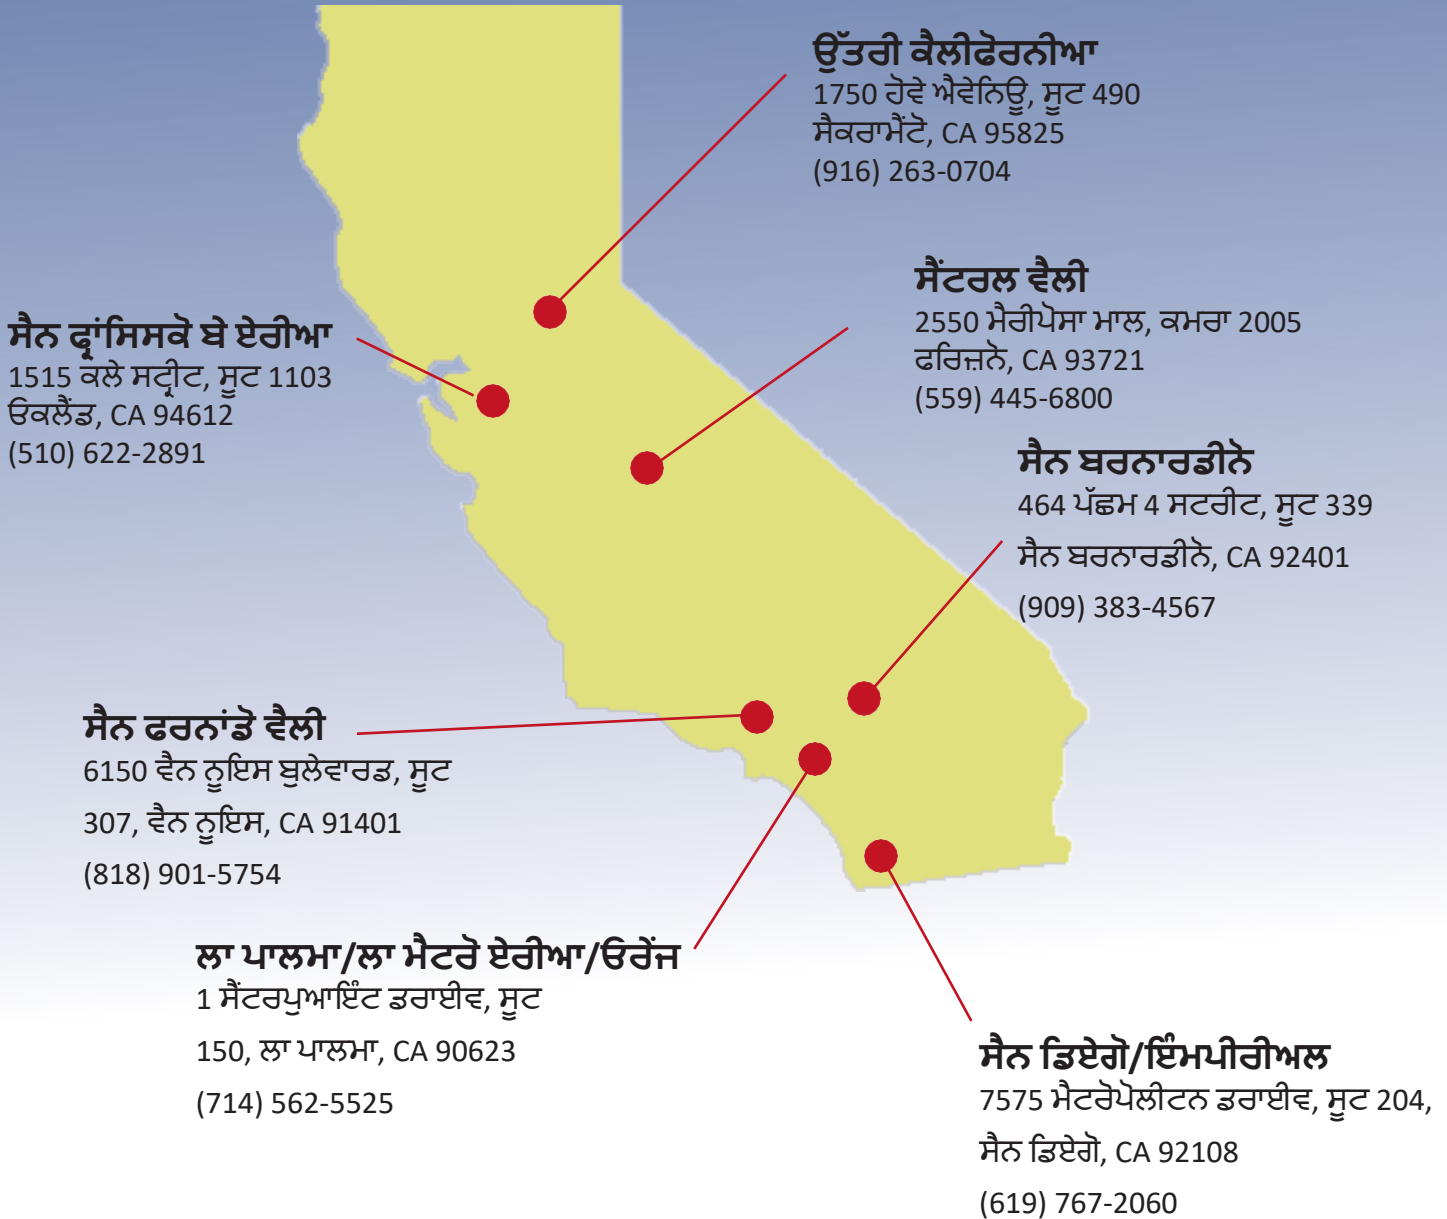 ਉੱਤਰੀ ਕੈਲੀਫੋਰਨੀਆ
1750 ਹੋਵੇ ਐਵੇਨਿਊ, ਸੂਟ 490
ਸੈਕਰਾਮੈਂਟੋ, CA 95825
(916) 263-0704
ਸੈਂਟਰਲ ਵੈਲੀ
2550 ਮੈਰੀਪੋਸਾ ਮਾਲ, ਕਮਰਾ 2005
ਫਰਿਜ਼ਨੋ, CA 93721
(559) 445-6800
ਸੈਨ ਫ੍ਰਾਂਸਿਸਕੋ ਬੇ ਏਰੀਆ
1515 ਕਲੇ ਸਟ੍ਰੀਟ, ਸੂਟ 1103
ਓਕਲੈਂਡ, CA 94612
(510) 622-2891
ਸੈਨ ਬਰਨਾਰਡੀਨੋ
464 ਪੱਛਮ 4 ਸਟਰੀਟ, ਸੂਟ 339
ਸੈਨ ਬਰਨਾਰਡੀਨੋ, CA 92401
(909) 383-4567
ਸੈਨ ਫਰਨਾਂਡੋ ਵੈਲੀ
6150 ਵੈਨ ਨੂਇਸ ਬੁਲੇਵਾਰਡ, ਸੂਟ
307, ਵੈਨ ਨੂਇਸ, CA 91401
(818) 901-5754
ਲਾ ਪਾਲਮਾ/ਲਾ ਮੈਟਰੋ ਏਰੀਆ/ਓਰੇਂਜ
1 ਸੈਂਟਰਪੁਆਇੰਟ ਡਰਾਈਵ, ਸੂਟ
150, ਲਾ ਪਾਲਮਾ, CA 90623
(714) 562-5525
ਸੈਨ ਡਿਏਗੋ/ਇੰਮਪੀਰੀਅਲ
7575 ਮੈਟਰੋਪੋਲੀਟਨ ਡਰਾਈਵ, ਸੂਟ 204,
ਸੈਨ ਡਿਏਗੋ, CA 92108
(619) 767-2060